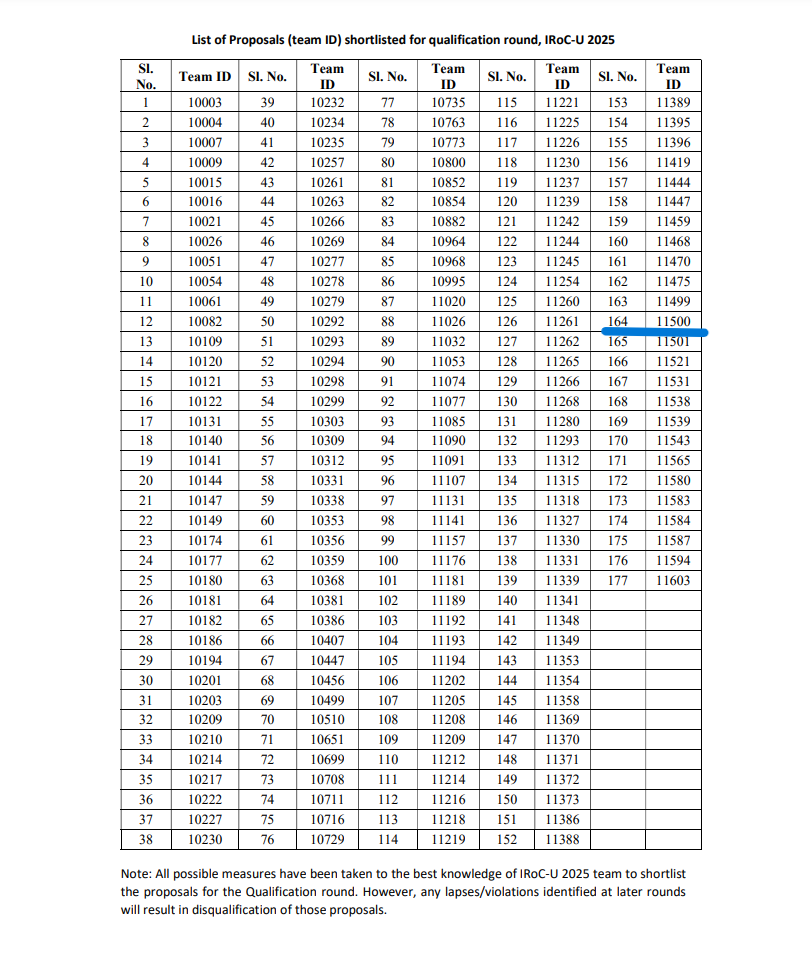 List of Proposals (team ID) shortlisted for qualification round, IRoC-U 2025
Sl. No. Team ID Sl. No. Team ID Sl. No. Team ID Sl. No. Team ID Sl. No. Team ID
1 10003 39 10232 77 10735 115 11221 153 11389
2 10004 40 10234 78 10763 116 11225 154 11395
3 10007 41 10235 79 10773 117 11226 155 11396
4 10009 42 10257 80 10800 118 11230 156 11419
5 10015 43 10261 81 10852 119 11237 157 11444
6 10016 44 10263 82 10854 120 11239 158 11447
7 10021 45 10266 83 10882 121 11242 159 11459
8 10026 46 10269 84 10964 122 11244 160 11468
9 10051 47 10277 85 10968 123 11245 161 11470
10 10054 48 10278 86 10995 124 11254 162 11475
11 10061 49 10279 87 11020 125 11260 163 11499
12 10082 50 10292 88 11026 126 11261 164 11500
13 10109 51 10293 89 11032 127 11262 165 11501
14 10120 52 10294 90 11053 128 11265 166 11521
15 10121 53 10298 91 11074 129 11266 167 11531
16 10122 54 10299 92 11077 130 11268 168 11538
17 10131 55 10303 93 11085 131 11280 169 11539
18 10140 56 10309 94 11090 132 11293 170 11543
19 10141 57 10312 95 11091 133 11312 171 11565
20 10144 58 10331 96 11107 134 11315 172 11580
21 10147 59 10338 97 11131 135 11318 173 11583
22 10149 60 10353 98 11141 136 11327 174 11584
23 10174 61 10356 99 11157 137 11330 175 11587
24 10177 62 10359 100 11176 138 11331 176 11594
25 10180 63 10368 101 11181 139 11339 177 11603
26 10181 64 10381 102 11189 140 11341
27 10182 65 10386 103 11192 141 11348
28 10186 66 10407 104 11193 142 11349
29 10194 67 10447 105 11194 143 11353
30 10201 68 10456 106 11202 144 11354
31 10203 69 10499 107 11205 145 11358
32 10209 70 10510 108 11208 146 11369
33 10210 71 10651 109 11209 147 11370
34 10214 72 10699 110 11212 148 11371
35 10217 73 10708 111 11214 149 11372
36 10222 74 10711 112 11216 150 11373
37 10227 75 10716 113 11218 151 11386
38 10230 76 10729 114 11219 152 11388
Note: All possible measures have been taken to the best knowledge of IRoC-U 2025 team to shortlist
the proposals for the Qualification round. However, any lapses/violations identified at later rounds
will result in disqualification of those proposals.